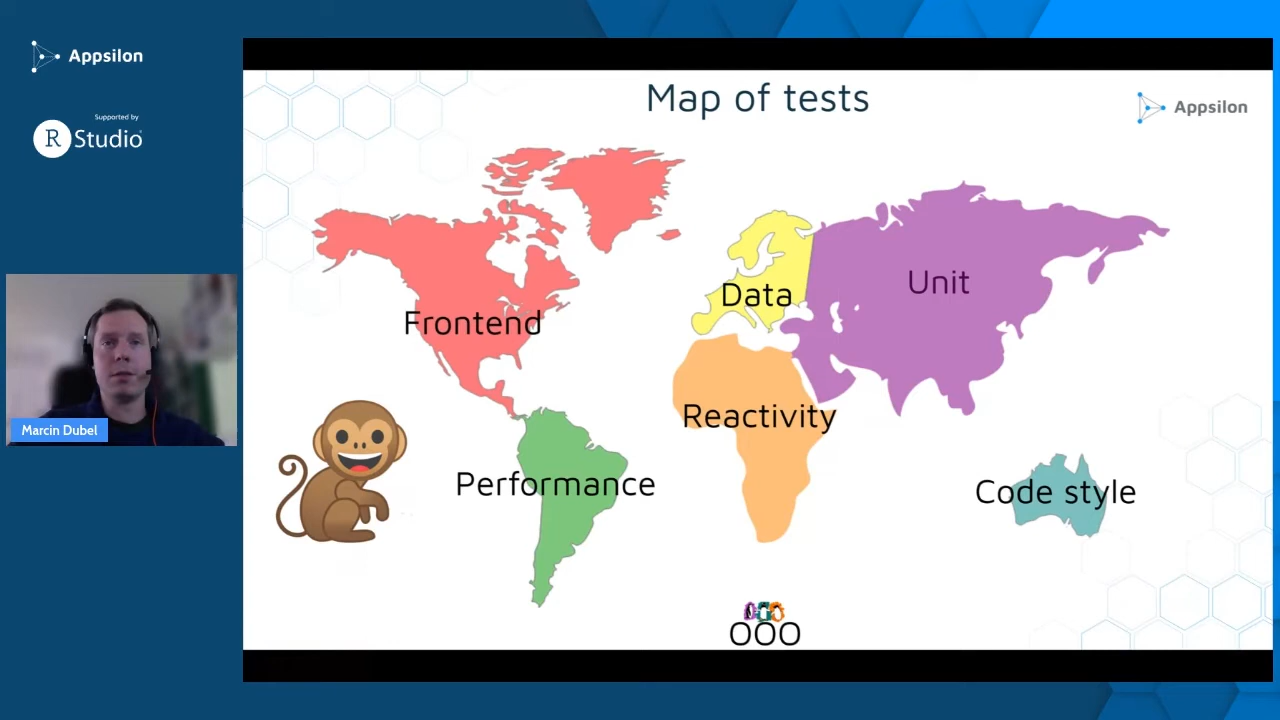 Appsilon
Supported by
R Studio
Marcin Dubel
Map of tests
Appsilon
Frontend
Data
Unit
Reactivity
Performance
Code style
OOO